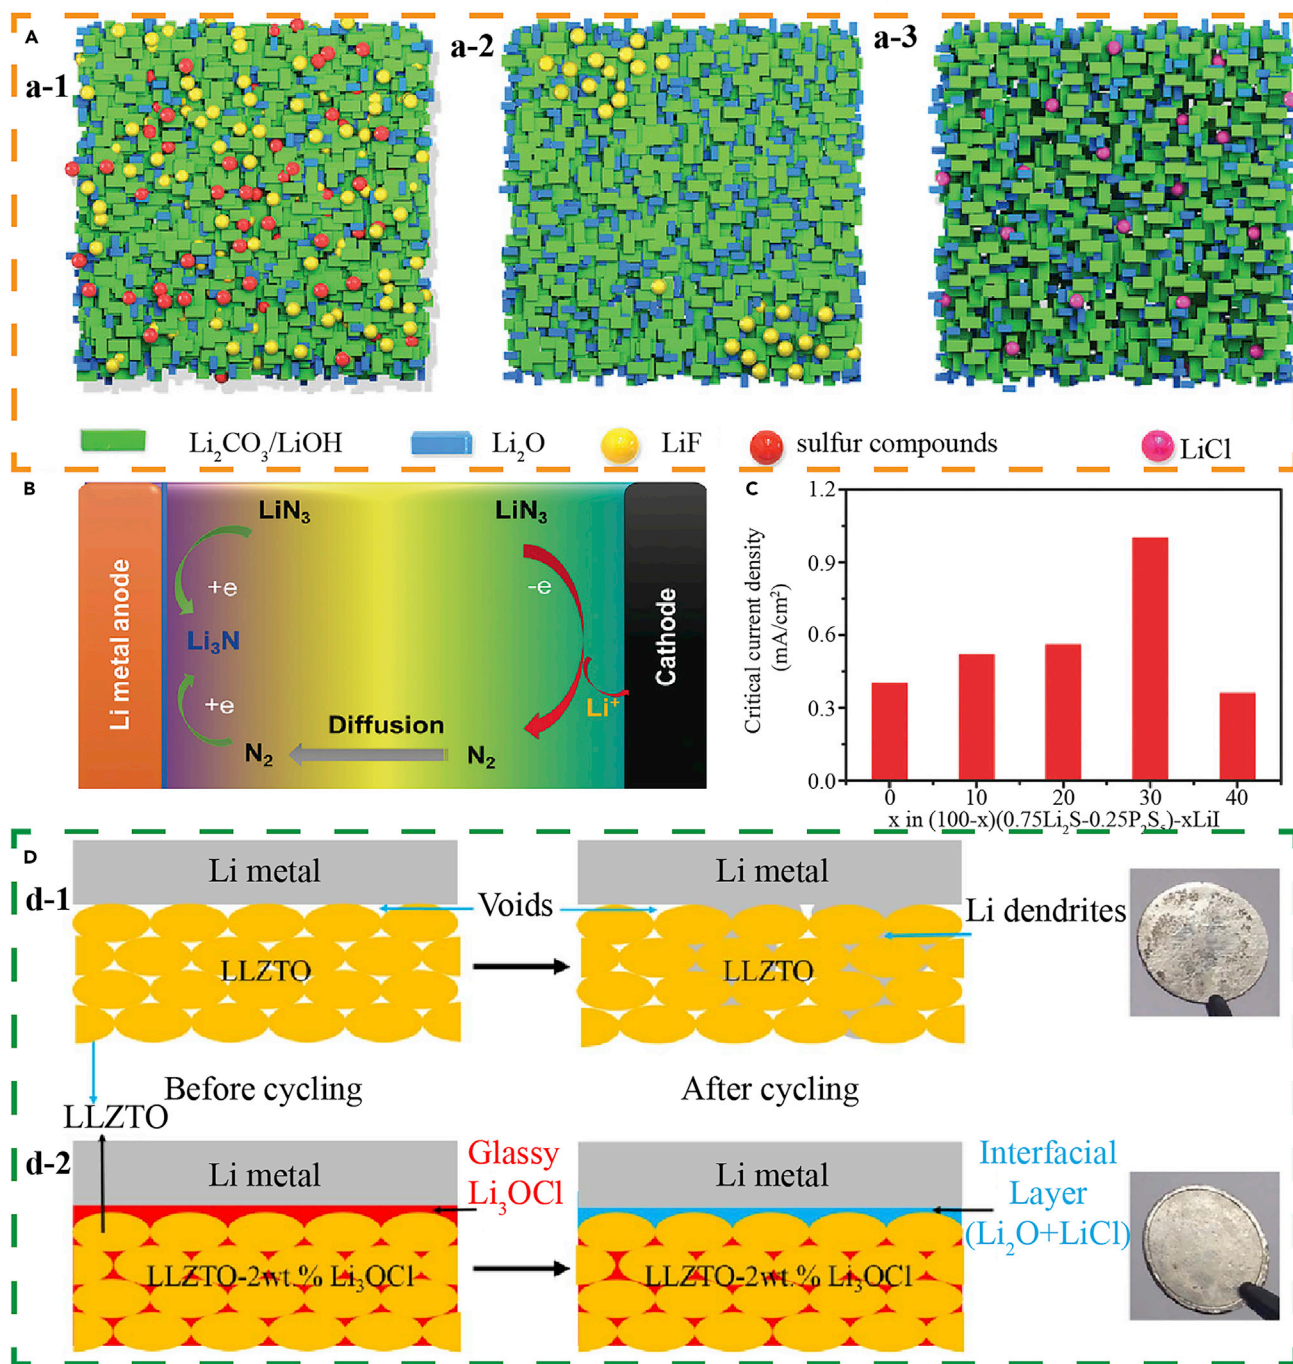 A
a-1
a-2
a-3
Li₂CO₃/LiOH
Li₂O
LiF
sulfur compounds
LiCl
B
Li metal anode
LiN₃
LiN₃
+e
-e
Li₃N
+e
Li⁺
Diffusion
N₂
N₂
Cathode
C
Critical current density
(mA/cm²)
1.2
0.9
0.6
0.3
0.0
0
10
20
30
40
x in (100-x)(0.75Li₂S-0.25P₂S₅)-xLiI
D
d-1
Li metal
Voids
Li metal
Li dendrites
LLZTO
LLZTO
Before cycling
After cycling
LLZTO
d-2
Li metal
Glassy
Li₃OCl
Li metal
Interfacial
Layer
(Li₂O+LiCl)
LLZTO-2wt.% Li₃OCl
LLZTO-2wt.% Li₃OCl